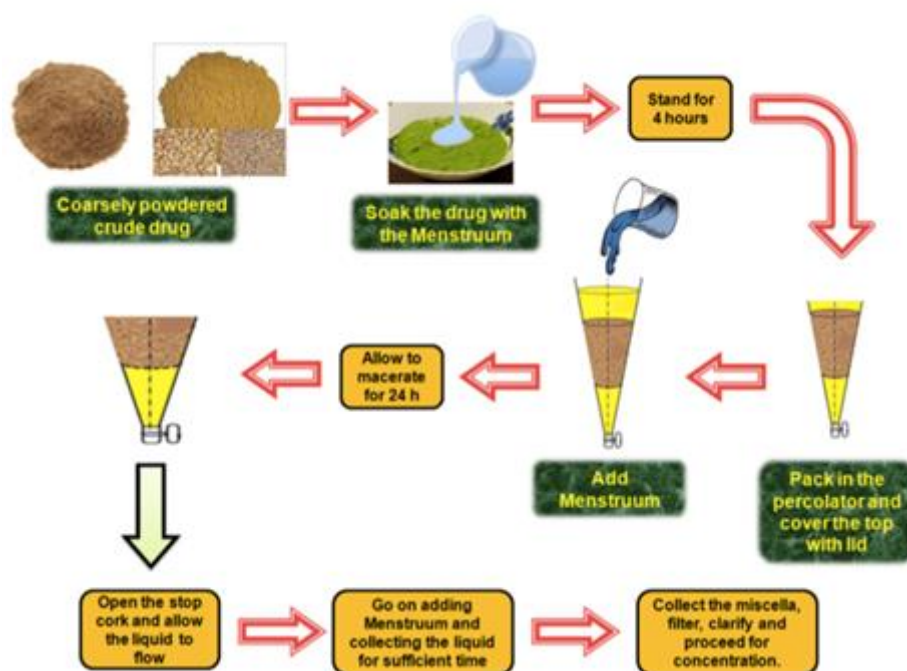 Coarsely powdered
crude drug
Soak the drug with
the Menstruum
Stand for
4 hours
Pack in the
percolator and
cover the top
with lid
Add
Menstruum
Allow to
macerate
for 24 h
Open the stop
cork and allow
the liquid to
flow
Go on adding
Menstruum and
collecting the liquid
for sufficient time
Collect the miscella,
filter, clarify and
proceed for
concentration.